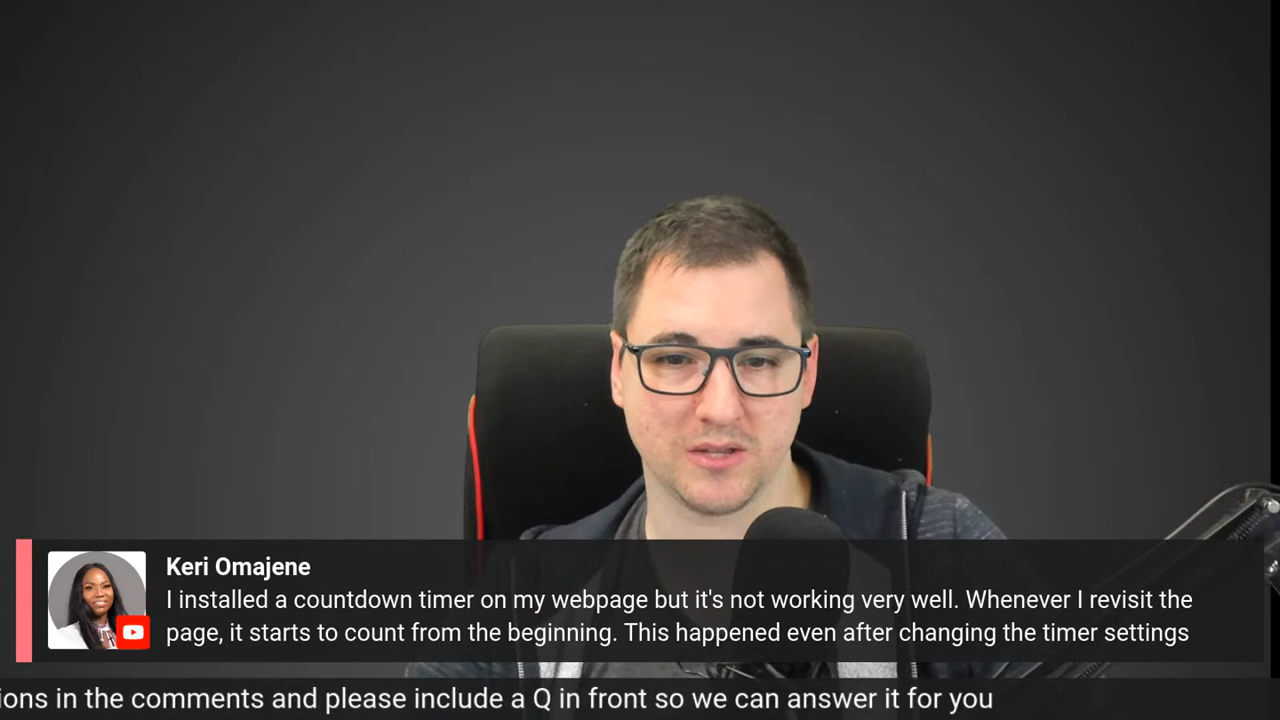 Keri Omajene
I installed a countdown timer on my webpage but it's not working very well. Whenever I revisit the
page, it starts to count from the beginning. This happened even after changing the timer settings
ions in the comments and please include a Q in front so we can answer it for you